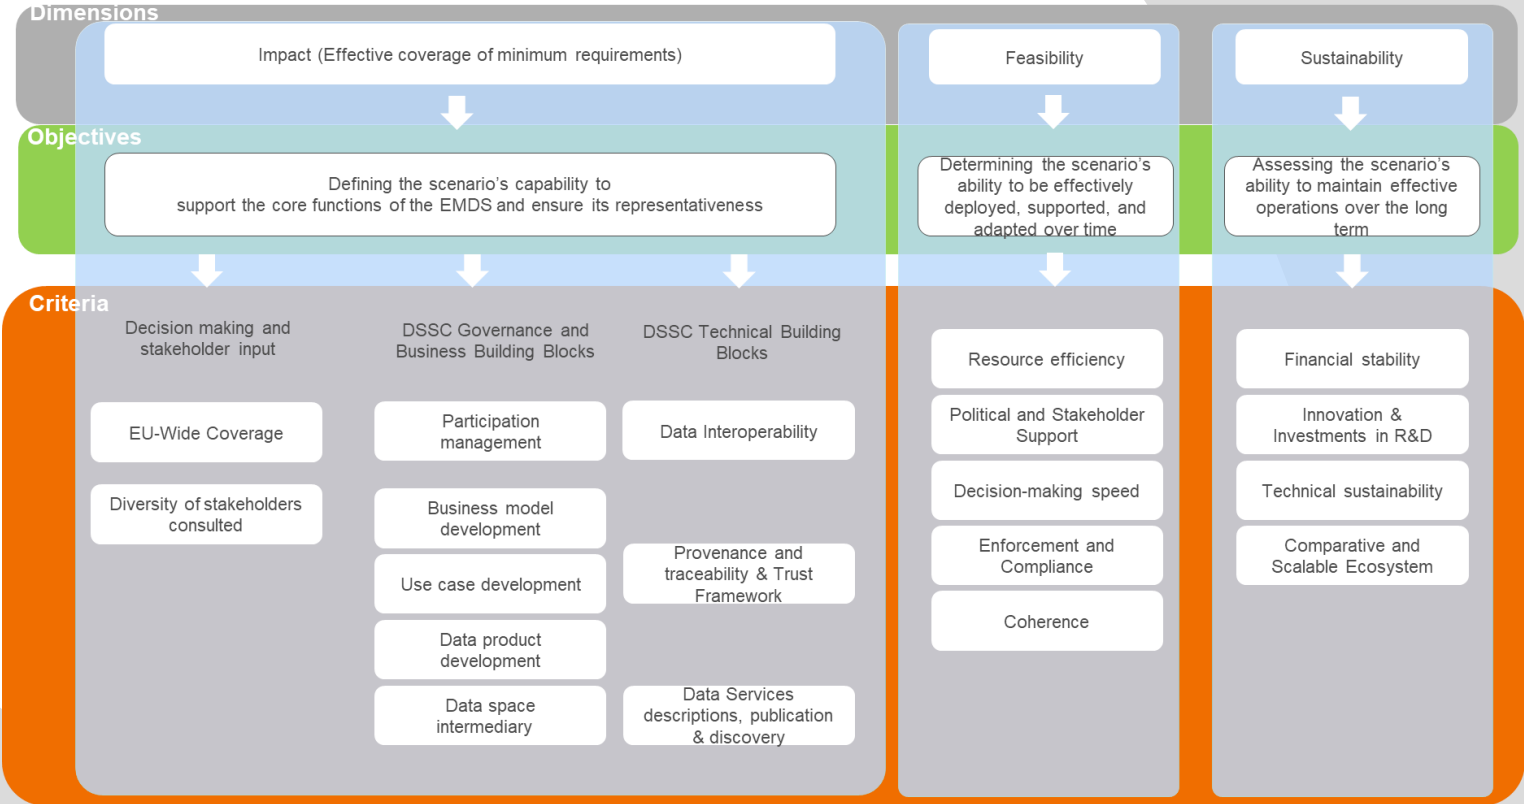 Dimensions
Impact (Effective coverage of minimum requirements)
Feasibility
Sustainability
Objectives
Defining the scenario's capability to
support the core functions of the EMDS and ensure its representativeness
Determining the scenario's
ability to be effectively
deployed, supported, and
adapted over time
Assessing the scenario's
ability to maintain effective
operations over the long
term
Criteria
Decision making and
stakeholder input
EU-Wide Coverage
Diversity of stakeholders
consulted
DSSC Governance and
Business Building Blocks
Participation
management
Business model
development
Use case development
Data product
development
Data space
intermediary
DSSC Technical Building
Blocks
Data Interoperability
Provenance and
traceability & Trust
Framework
Data Services
descriptions, publication
& discovery
Resource efficiency
Political and Stakeholder
Support
Decision-making speed
Enforcement and
Compliance
Coherence
Financial stability
Innovation &
Investments in R&D
Technical sustainability
Comparative and
Scalable Ecosystem